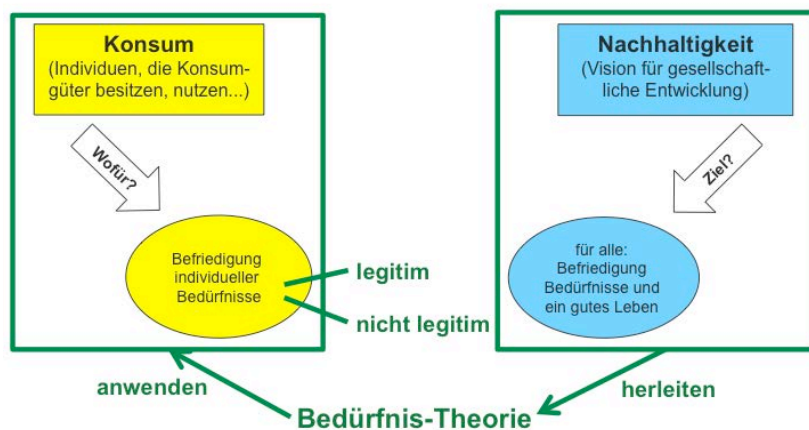 Konsum
(Individuen, die Konsum-
güter besitzen, nutzen...)
Wofür?
Befriedigung
individueller
Bedürfnisse
legitim
nicht legitim
Nachhaltigkeit
(Vision für gesellschaft-
liche Entwicklung)
Ziel?
für alle:
Befriedigung
Bedürfnisse und
ein gutes Leben
anwenden
herleiten
Bedürfnis-Theorie